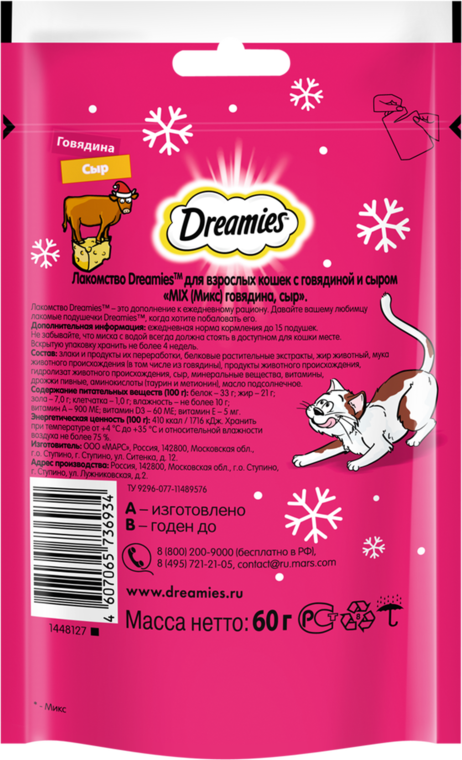 Говядина
Сыр
Dreamies™
Лакомство Dreamies™ для взрослых кошек с говядиной и сыром
«MIX (Микс) говядина, сыр».
Лакомство Dreamies™ – это дополнение к ежедневному рациону. Давайте вашему любимцу
лакомые подушечки Dreamies™, когда хотите побаловать его.
Дополнительная информация: ежедневная норма кормления до 15 подушек.
Не забывайте, что миска с водой всегда должна стоять в доступном для кошки месте.
Вскрытую упаковку хранить не более 4 недель.
Состав: злаки и продукты их переработки, белковые растительные экстракты, жир животный, мука
животного происхождения (в том числе из говядины), продукты животного происхождения,
гидролизат животного происхождения, сыр, минеральные вещества, витамины,
дрожжи пивные, аминокислоты (таурин и метионин), масло подсолнечное.
Содержание питательных веществ (100 г): белок – 33 г; жир – 21 г;
зола – 7,0 г; клетчатка – 1,0 г; влажность – не более 10 г;
витамин А – 900 МЕ; витамин D3 – 60 МЕ; витамин Е – 5 мг.
Энергетическая ценность (100 г): 410 ккал / 1716 кДж. Хранить
при температуре от +4 °C до +35 °C и относительной влажности
воздуха не более 75 %.
Изготовитель: ООО «МАРС», Россия, 142800, Московская обл.,
г.о. Ступино, г. Ступино, ул. Ситенка, д. 12.
Адрес производства: Россия, 142800, Московская обл., г.о. Ступино,
г. Ступино, ул. Лужниковская, д.2.
ТУ 9296-077-11489576
А – изготовлено
В – годен до
8 (800) 200-9000 (бесплатно в РФ),
8 (495) 721-21-05, contact@ru.mars.com
www.dreamies.ru
Масса нетто: 60 г
РСТ
4 607065 736934
1448127
* - Микс